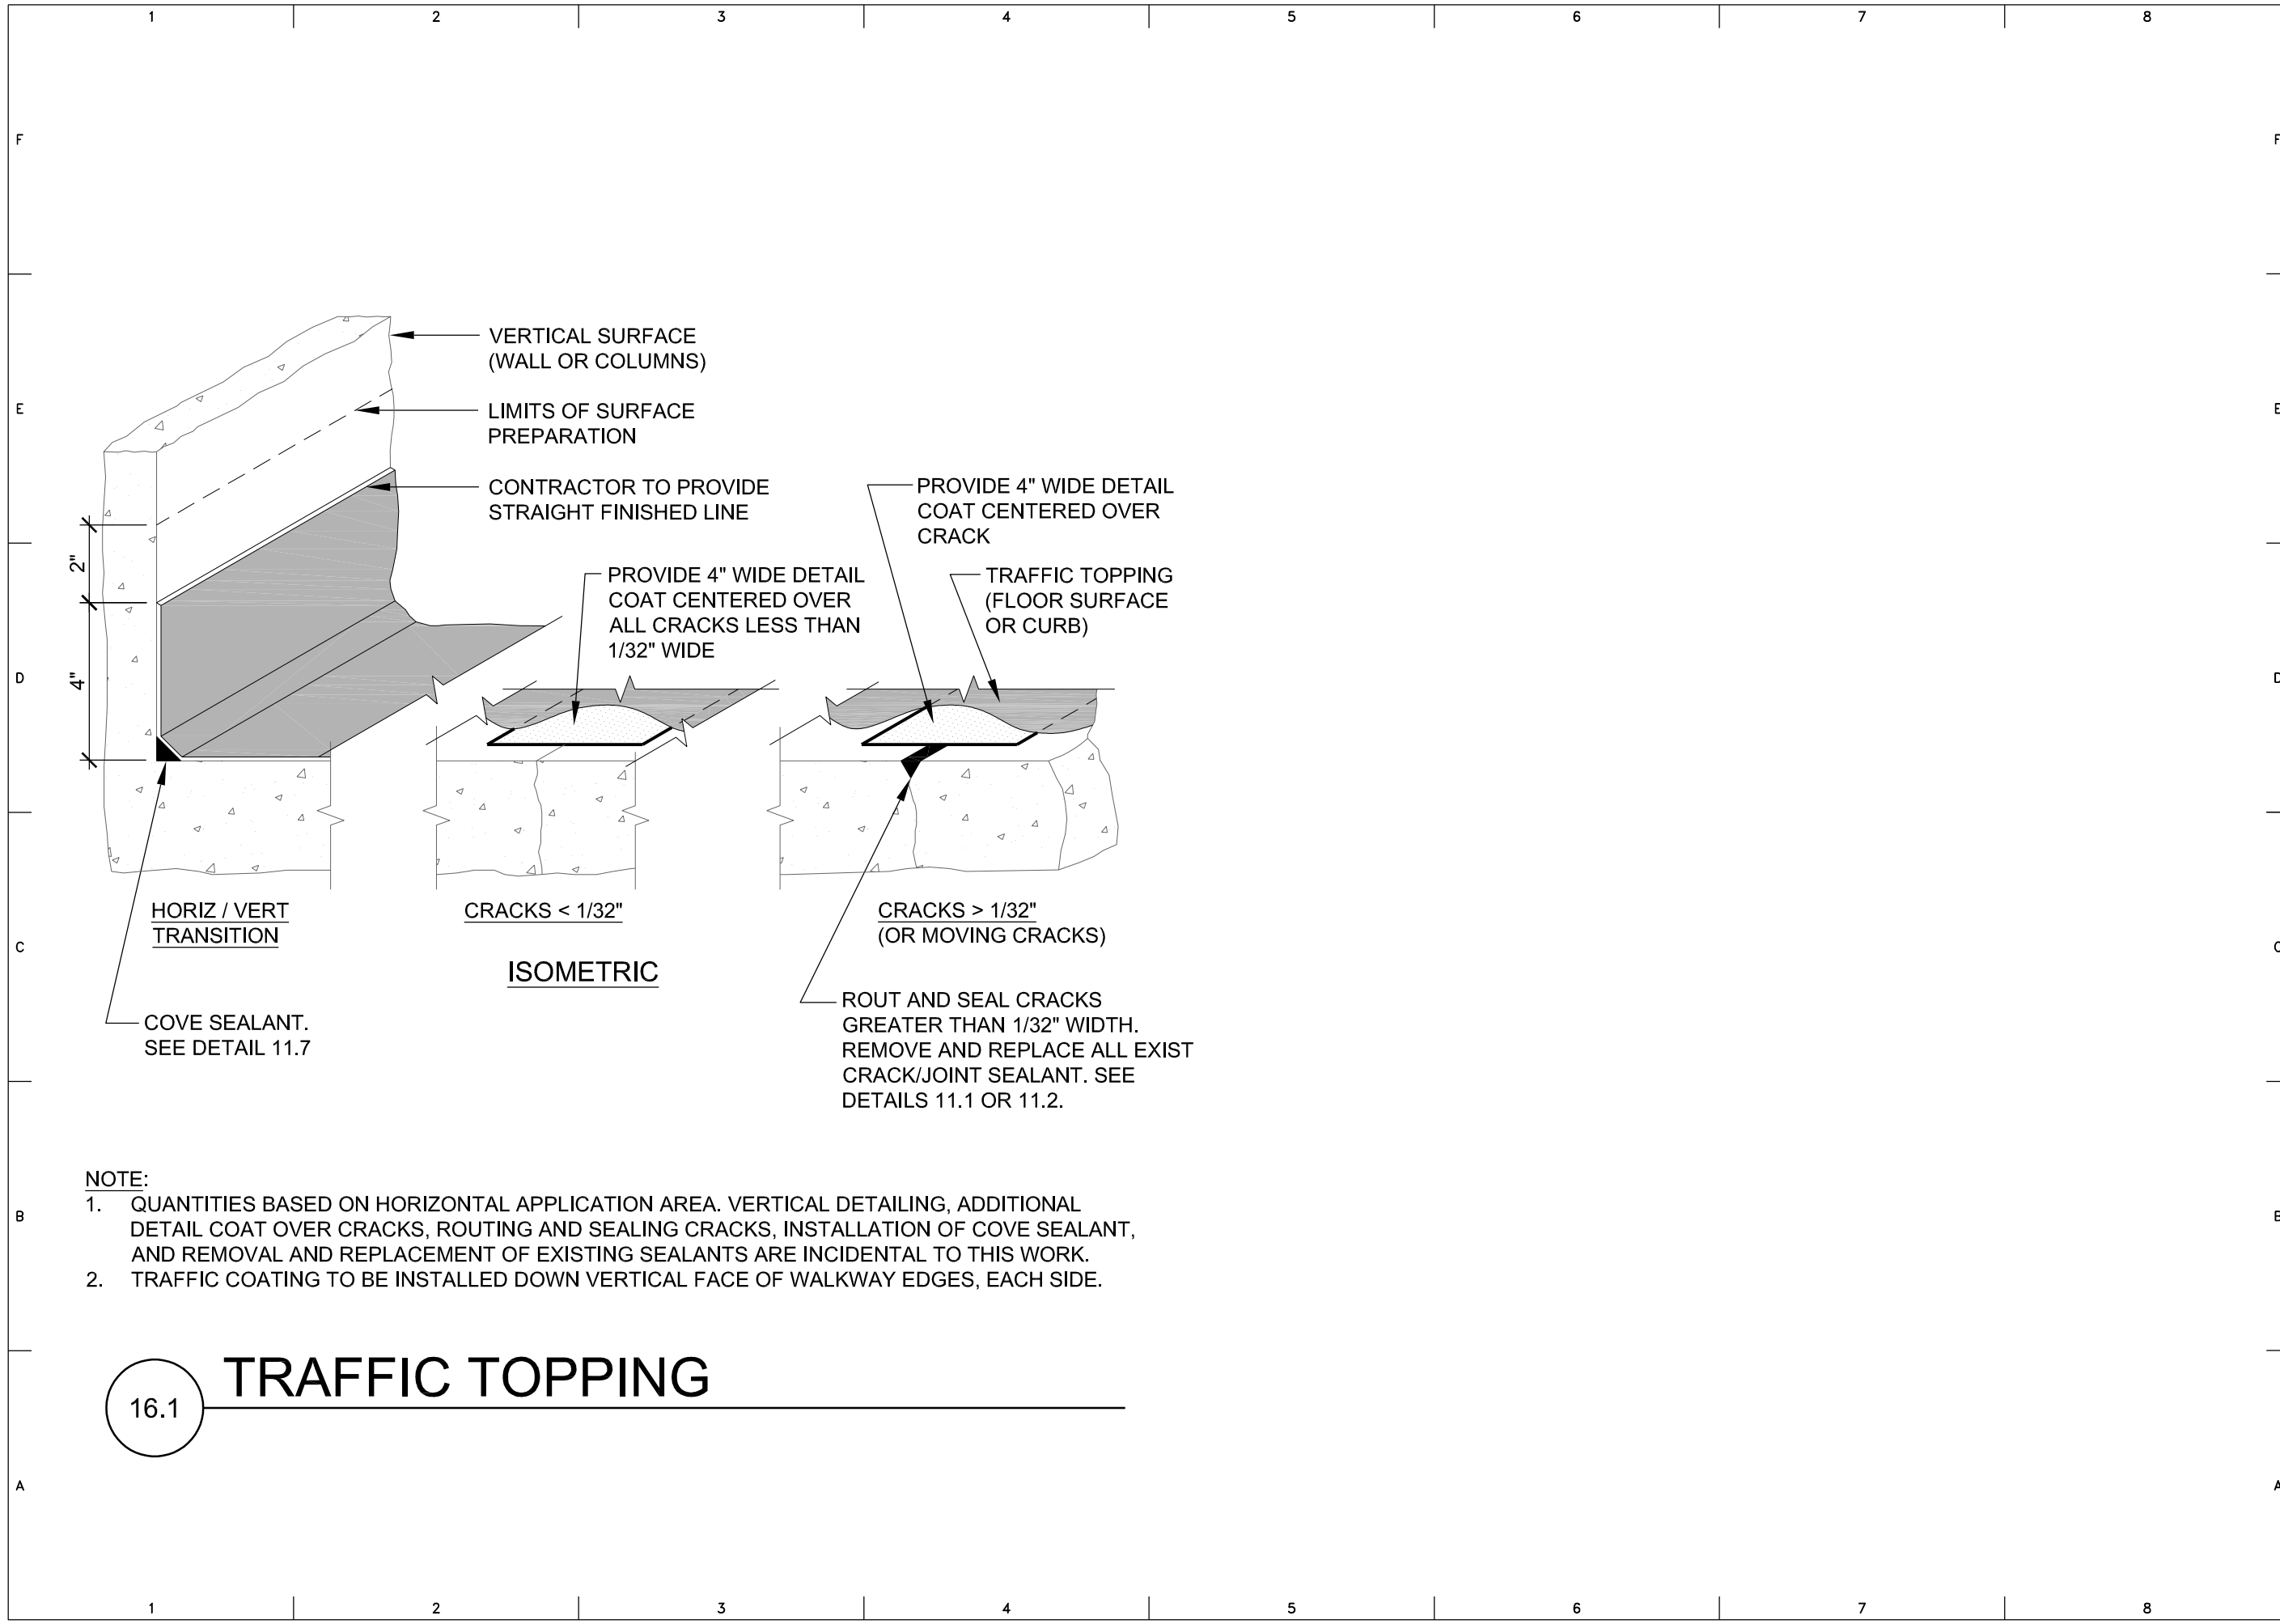 1 2 3 4 5 6 7 8
F F
VERTICAL SURFACE
(WALL OR COLUMNS)
E E
LIMITS OF SURFACE
PREPARATION
CONTRACTOR TO PROVIDE
STRAIGHT FINISHED LINE
PROVIDE 4" WIDE DETAIL
COAT CENTERED OVER
CRACK
2"
PROVIDE 4" WIDE DETAIL
COAT CENTERED OVER
ALL CRACKS LESS THAN
1/32" WIDE
TRAFFIC TOPPING
(FLOOR SURFACE
OR CURB)
D D
4"
HORIZ / VERT
TRANSITION
CRACKS < 1/32"
CRACKS > 1/32"
(OR MOVING CRACKS)
C C
ISOMETRIC
COVE SEALANT.
SEE DETAIL 11.7
ROUT AND SEAL CRACKS
GREATER THAN 1/32" WIDTH.
REMOVE AND REPLACE ALL EXIST
CRACK/JOINT SEALANT. SEE
DETAILS 11.1 OR 11.2.
NOTE:
1. QUANTITIES BASED ON HORIZONTAL APPLICATION AREA. VERTICAL DETAILING, ADDITIONAL
DETAIL COAT OVER CRACKS, ROUTING AND SEALING CRACKS, INSTALLATION OF COVE SEALANT,
AND REMOVAL AND REPLACEMENT OF EXISTING SEALANTS ARE INCIDENTAL TO THIS WORK.
2. TRAFFIC COATING TO BE INSTALLED DOWN VERTICAL FACE OF WALKWAY EDGES, EACH SIDE.
B B
16.1 TRAFFIC TOPPING
A A
1 2 3 4 5 6 7 8